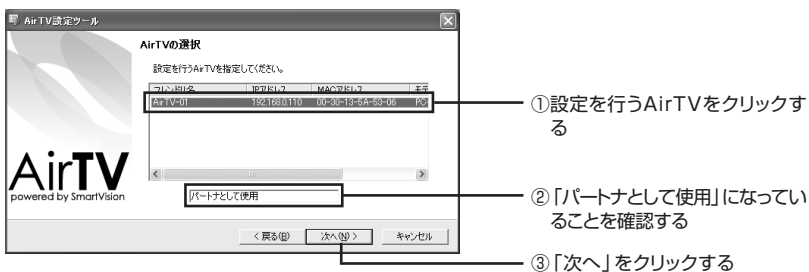 AirTV設定ツール
AirTVの選択
設定を行うAirTVを指定してください。
フレンドリ名 IPアドレス MACアドレス モデ
AirTV-01 192.168.0.110 00-30-13-5A-53-06 PC
AirTV
powered by SmartVision
パートナとして使用
< 戻る(B) 次へ(N) > キャンセル
①設定を行うAirTVをクリックす
る
②「パートナとして使用」になってい
ることを確認する
③「次へ」をクリックする